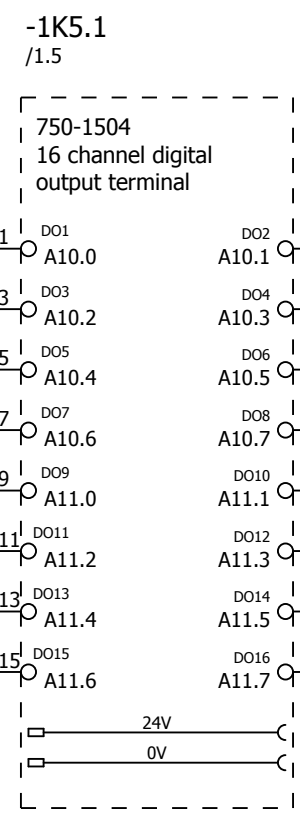 -1K5.1
/1.5
750-1504
16 channel digital
output terminal
1 DO1 DO2
A10.0 A10.1
3 DO3 DO4
A10.2 A10.3
5 DO5 DO6
A10.4 A10.5
7 DO7 DO8
A10.6 A10.7
9 DO9 DO10
A11.0 A11.1
11 DO11 DO12
A11.2 A11.3
13 DO13 DO14
A11.4 A11.5
15 DO15 DO16
A11.6 A11.7
24V
0V